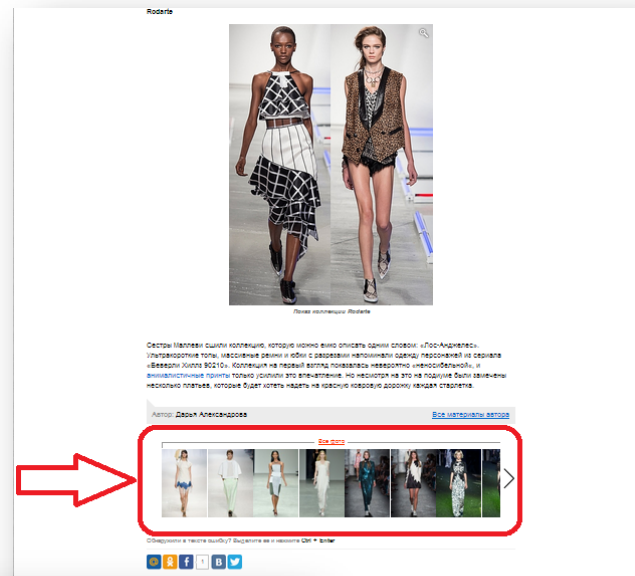 Rodarte
Показ коллекции Rodarte
Сестры Маллеви сшили коллекцию, которую можно емко описать одним словом: «Лос-Анджелес».
Ультракороткие топы, массивные ремни и юбки с разрезами напоминали одежду персонажей из сериала
«Беверли Хиллз 90210». Коллекция на первый взгляд показалась невероятно «неносибельной», и
анималистичные принты только усилили это впечатление. Но несмотря на это на подиуме были замечены
несколько платьев, которые будет хотеть надеть на красную ковровую дорожку каждая старлетка.
Автор: Дарья Александрова
Все материалы автора
Все фото
Обнаружили в тексте ошибку? Выделите ее и нажмите Ctrl + Enter